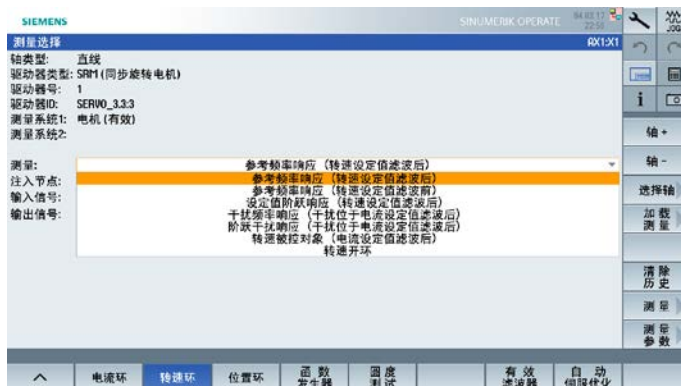 SIEMENS
SINUMERIK OPERATE
测量选择
AX1:X1
JOG
轴类型: 直线
驱动器类型: SRM (同步旋转电机)
驱动器号: 1
驱动器ID: SERVO_3.3:3
测量系统1: 电机 (有效)
测量系统2:
测量: 参考频率响应 (转速设定值滤波后)
注入节点:
输入信号:
输出信号:
参考频率响应 (转速设定值滤波后)
参考频率响应 (转速设定值滤波前)
设定值阶跃响应 (转速设定值滤波后)
干扰频率响应 (干扰位于电流设定值滤波后)
阶跃干扰响应 (干扰位于电流设定值滤波后)
转速被控对象 (电流设定值滤波后)
转速开环
轴 +
轴 -
选择轴
加载
测量
清除
历史
测量
测量
参数
电流环
转速环
位置环
函数
发生器
圆度
测试
有效
滤波器
自动
伺服优化